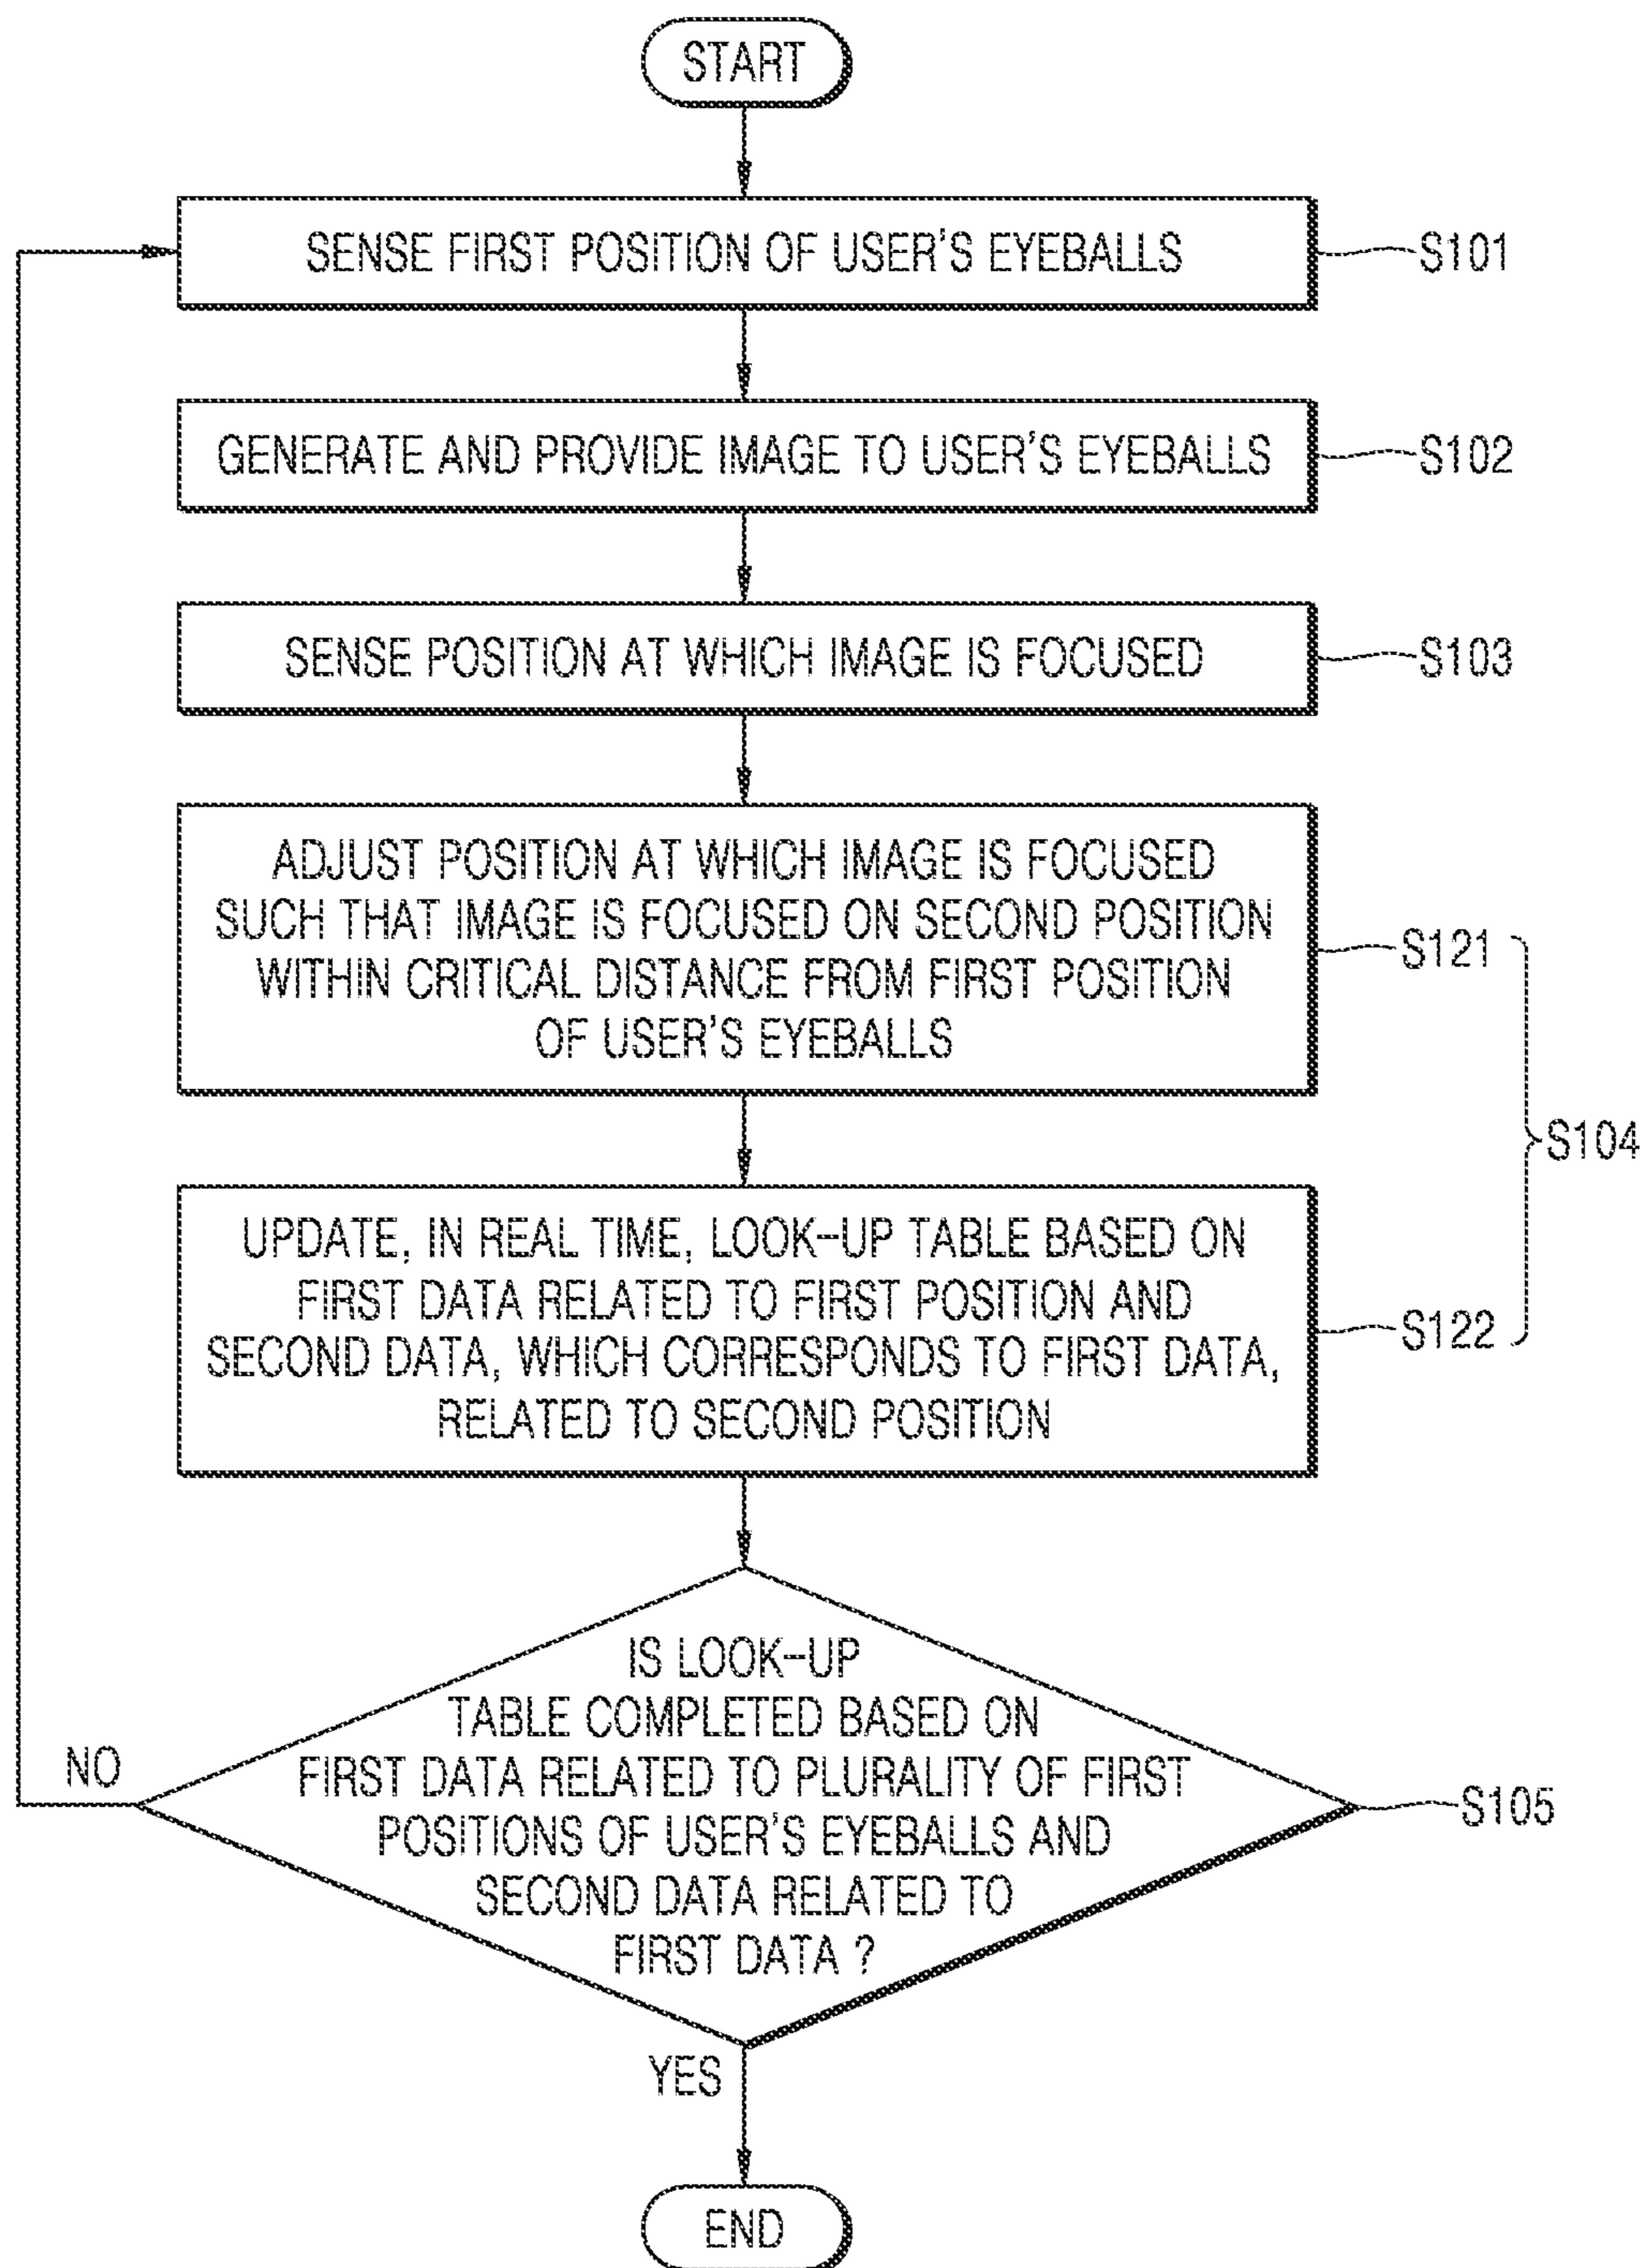 START
SENSE FIRST POSITION OF USER'S EYEBALLS
S101
GENERATE AND PROVIDE IMAGE TO USER'S EYEBALLS
S102
SENSE POSITION AT WHICH IMAGE IS FOCUSED
S103
ADJUST POSITION AT WHICH IMAGE IS FOCUSED
SUCH THAT IMAGE IS FOCUSED ON SECOND POSITION
WITHIN CRITICAL DISTANCE FROM FIRST POSITION
OF USER'S EYEBALLS
S121
S104
UPDATE, IN REAL TIME, LOOK-UP TABLE BASED ON
FIRST DATA RELATED TO FIRST POSITION AND
SECOND DATA, WHICH CORRESPONDS TO FIRST DATA,
RELATED TO SECOND POSITION
S122
IS LOOK-UP
TABLE COMPLETED BASED ON
FIRST DATA RELATED TO PLURALITY OF FIRST
POSITIONS OF USER'S EYEBALLS AND
SECOND DATA RELATED TO
FIRST DATA ?
NO
S105
YES
END